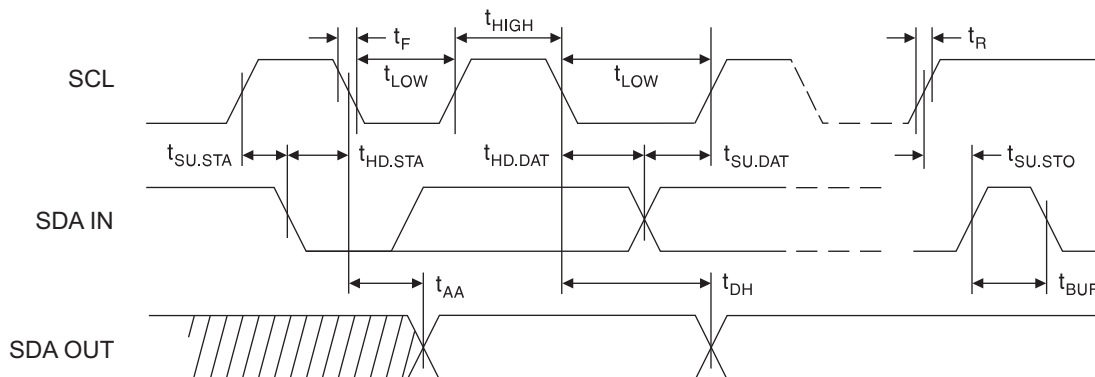 t_HIGH
t_F
t_R
SCL
t_LOW
t_LOW
t_SU.STA
t_HD.STA
t_HD.DAT
t_SU.DAT
t_SU.STO
SDA IN
t_AA
t_DH
t_BUF
SDA OUT